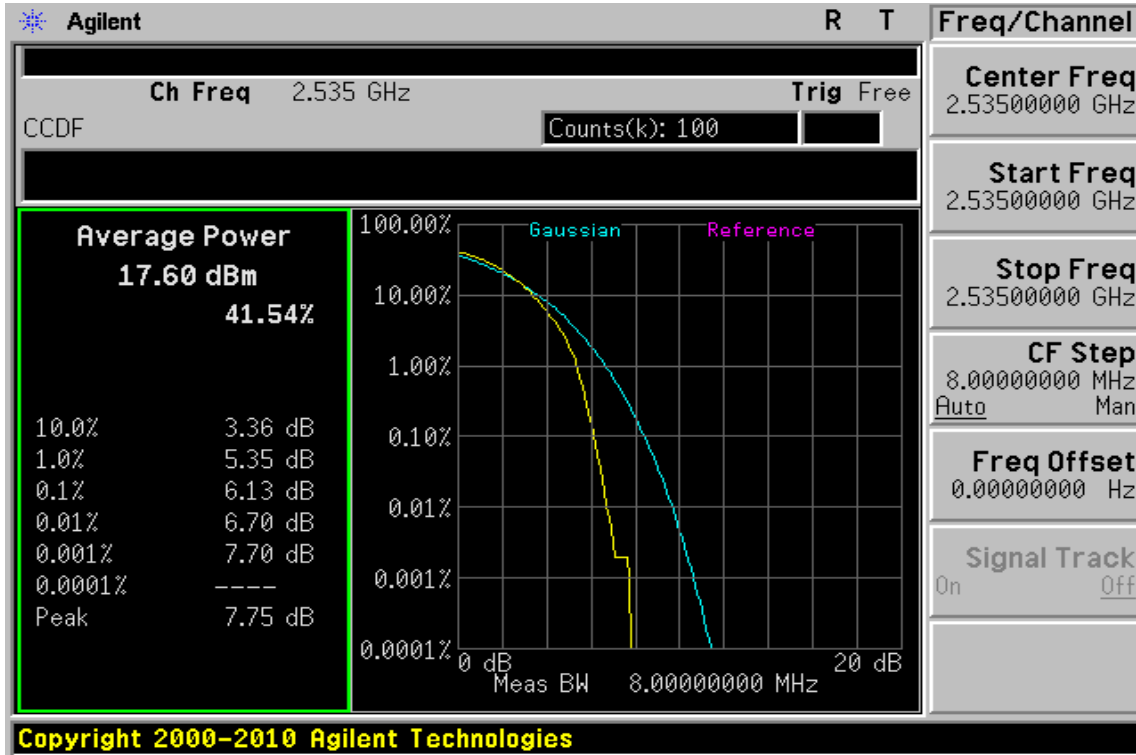 Agilent R T Freq/Channel
Ch Freq 2.535 GHz Trig Free
CCDF Counts(k): 100
Average Power
17.60 dBm
41.54%
10.0% 3.36 dB
1.0% 5.35 dB
0.1% 6.13 dB
0.01% 6.70 dB
0.001% 7.70 dB
0.0001% ----
Peak 7.75 dB
100.00% Gaussian Reference
10.00%
1.00%
0.10%
0.01%
0.001%
0.0001%
0 dB 20 dB
Meas BW 8.00000000 MHz
Center Freq
2.53500000 GHz
Start Freq
2.53500000 GHz
Stop Freq
2.53500000 GHz
CF Step
8.00000000 MHz
Auto Man
Freq Offset
0.00000000 Hz
Signal Track
On Off
Copyright 2000-2010 Agilent Technologies